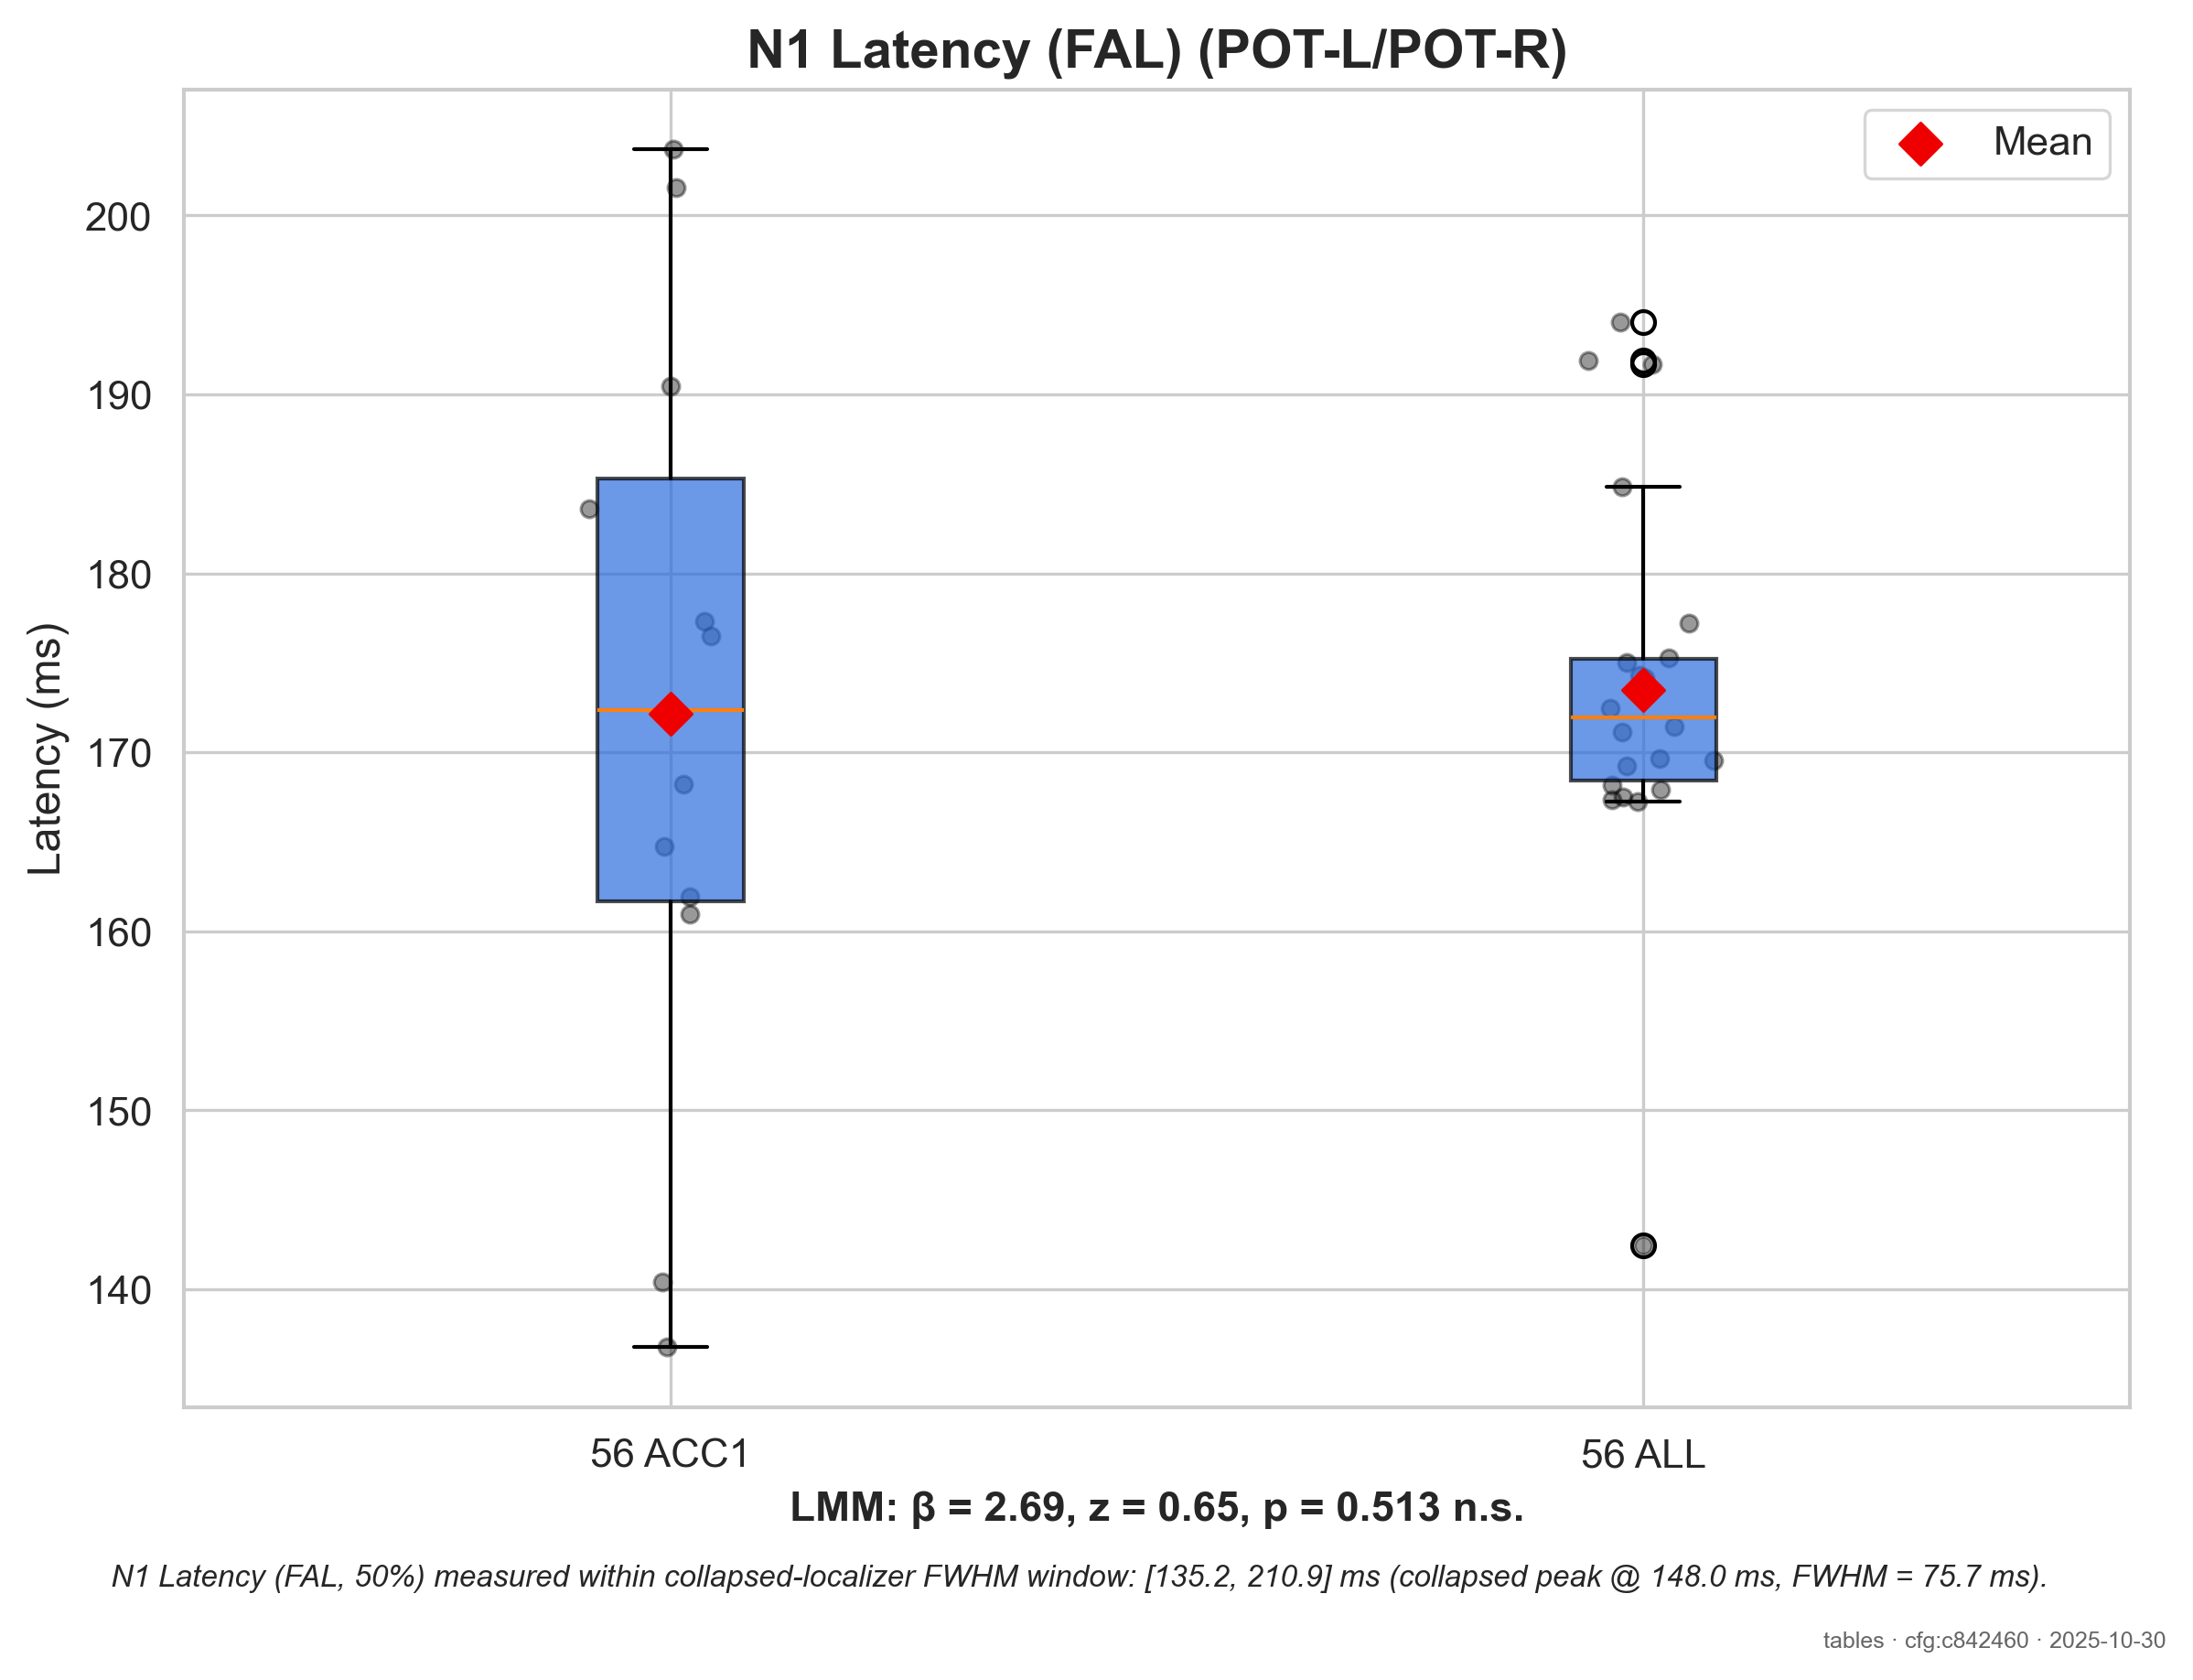 N1 Latency (FAL) (POT-L/POT-R)
Mean
200
190
180
170
160
150
140
Latency (ms)
56 ACC1
56 ALL
LMM: β = 2.69, z = 0.65, p = 0.513 n.s.
N1 Latency (FAL, 50%) measured within collapsed-localizer FWHM window: [135.2, 210.9] ms (collapsed peak @ 148.0 ms, FWHM = 75.7 ms).
tables · cfg:c842460 · 2025-10-30